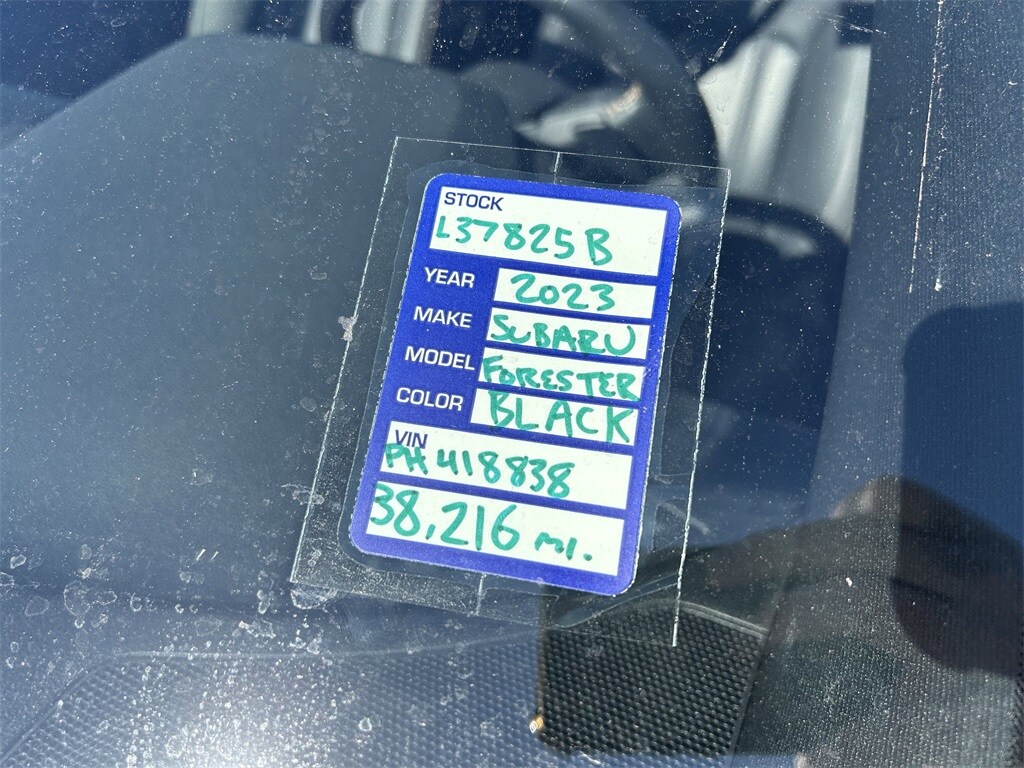 STOCK
L37825B
YEAR 2023
MAKE SUBARU
MODEL FORESTER
COLOR BLACK
VIN
PH418838
38,216 mi.